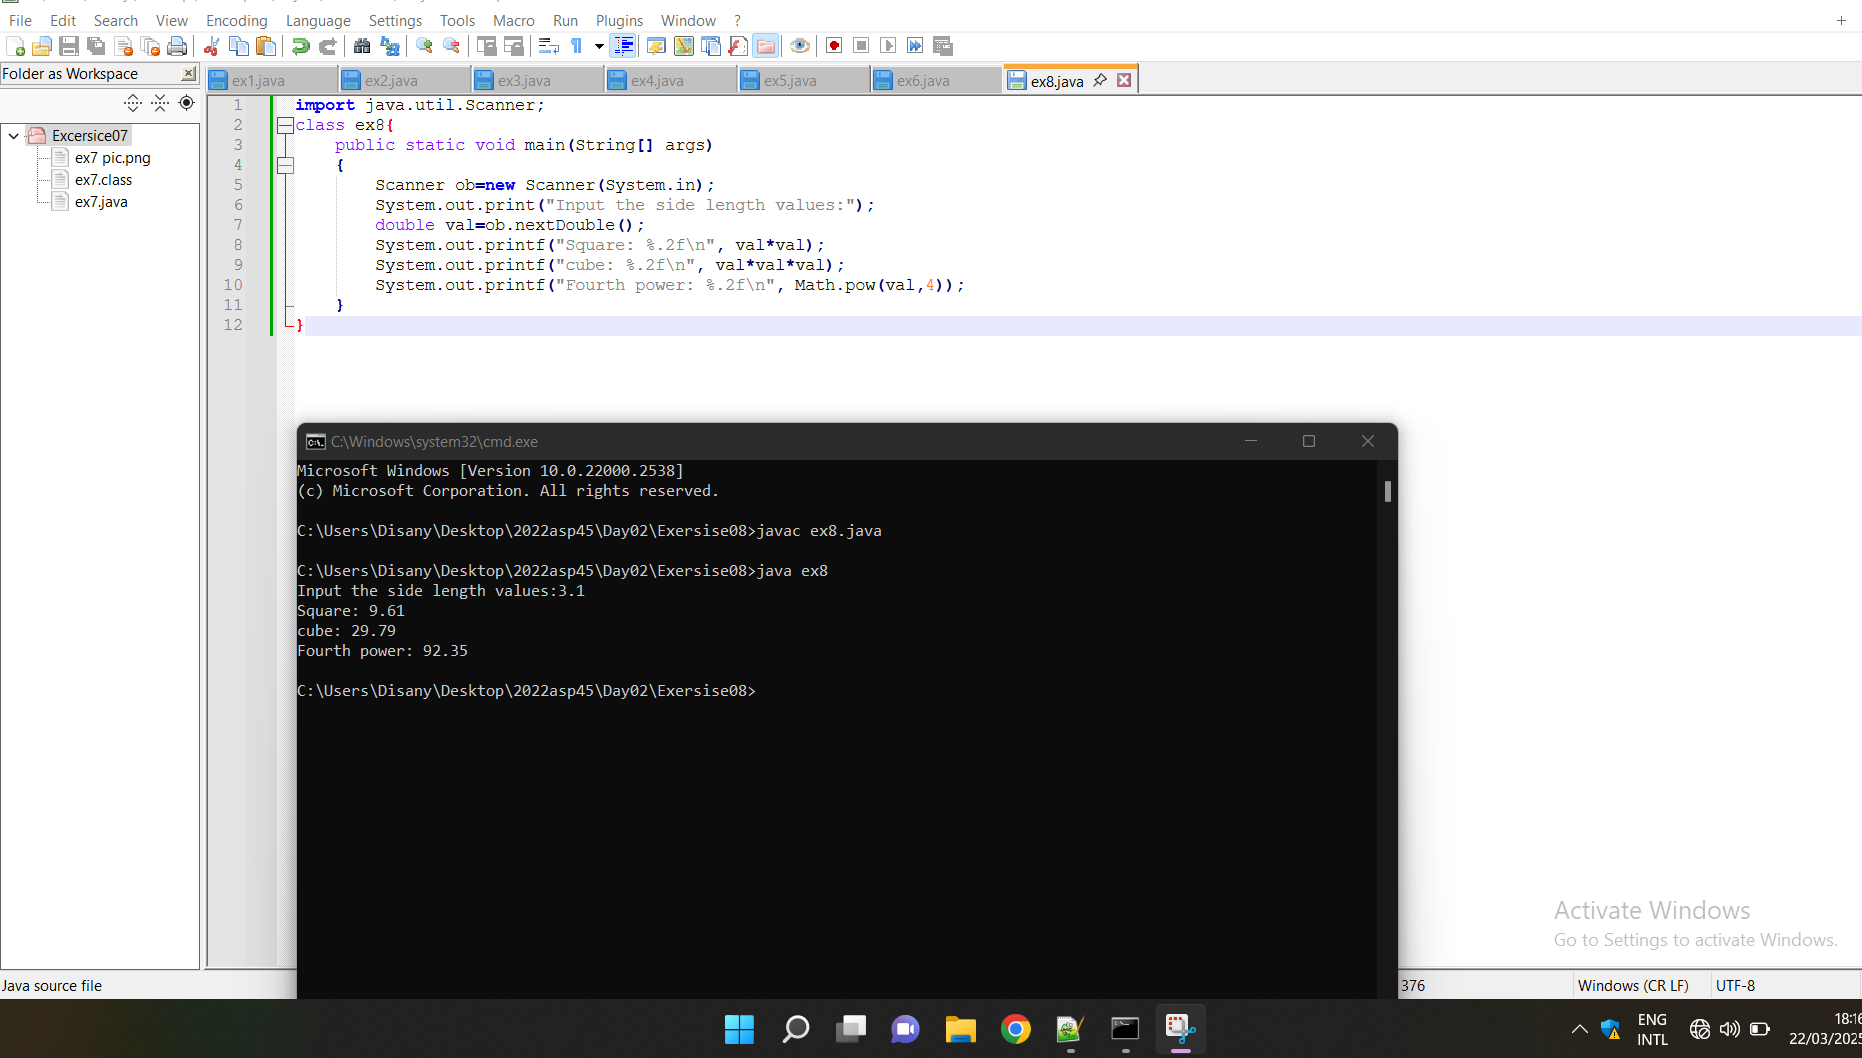 File Edit Search View Encoding Language Settings Tools Macro Run Plugins Window ? +
Folder as Workspace
ex1.java ex2.java ex3.java ex4.java ex5.java ex6.java ex8.java
Excersice07
ex7 pic.png
ex7.class
ex7.java
1 import java.util.Scanner;
2 class ex8{
3 public static void main(String[] args)
4 {
5 Scanner ob=new Scanner(System.in);
6 System.out.print("Input the side length values:");
7 double val=ob.nextDouble();
8 System.out.printf("Square: %.2f\n", val*val);
9 System.out.printf("cube: %.2f\n", val*val*val);
10 System.out.printf("Fourth power: %.2f\n", Math.pow(val,4));
11 }
12 }
C:\Windows\system32\cmd.exe
Microsoft Windows [Version 10.0.22000.2538]
(c) Microsoft Corporation. All rights reserved.
C:\Users\Disany\Desktop\2022asp45\Day02\Exersise08>javac ex8.java
C:\Users\Disany\Desktop\2022asp45\Day02\Exersise08>java ex8
Input the side length values:3.1
Square: 9.61
cube: 29.79
Fourth power: 92.35
C:\Users\Disany\Desktop\2022asp45\Day02\Exersise08>
Activate Windows
Go to Settings to activate Windows.
Java source file 376 Windows (CR LF) UTF-8
ENG
INTL
18:16
22/03/2025